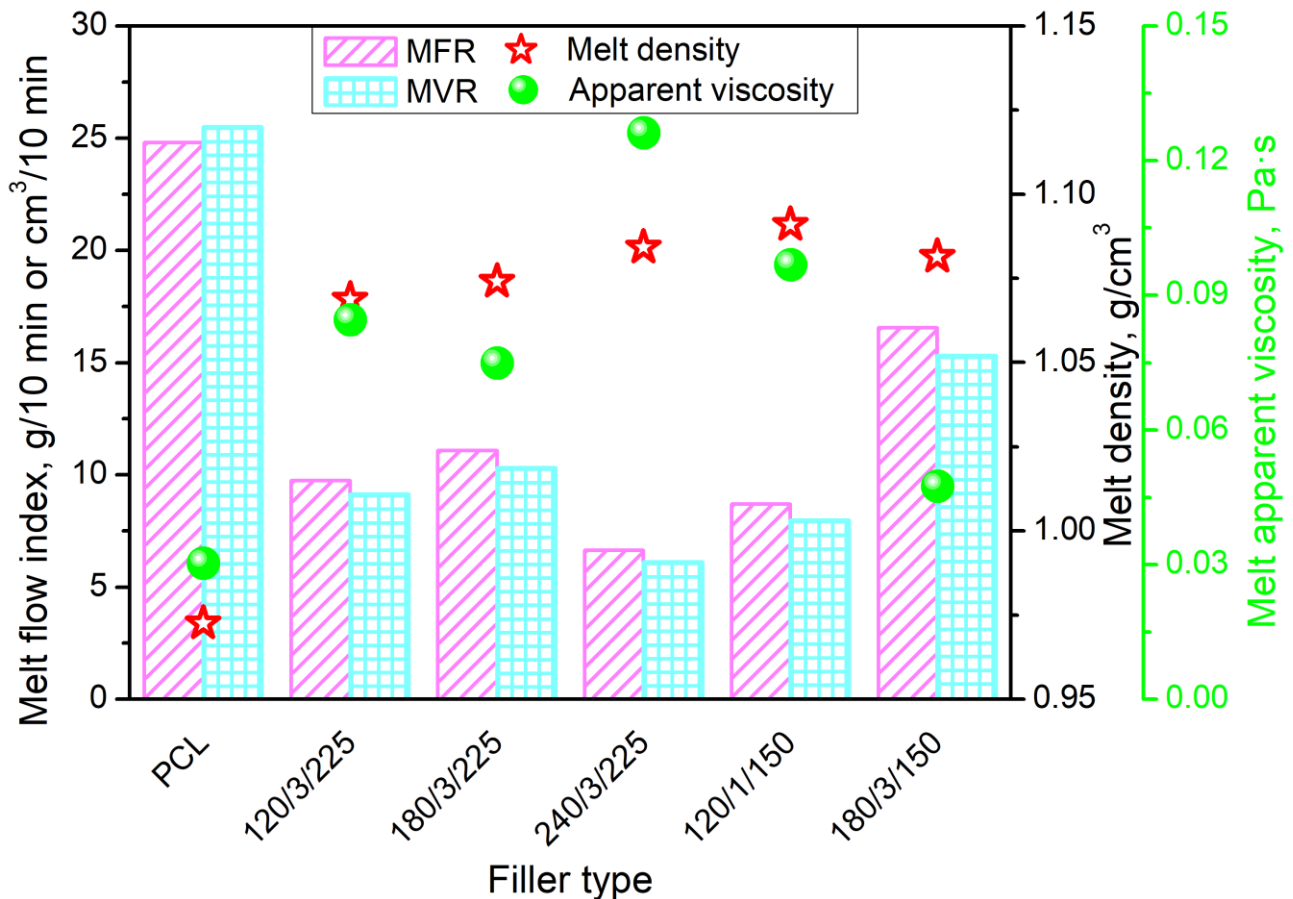 MFR
Melt density
MVR
Apparent viscosity
Melt flow index, g/10 min or cm³/10 min
30
25
20
15
10
5
0
1.15
1.10
1.05
1.00
0.95
Melt density, g/cm³
0.15
0.12
0.09
0.06
0.03
0.00
Melt apparent viscosity, Pa·s
PCL
120/3/225
180/3/225
240/3/225
120/1/150
180/3/150
Filler type